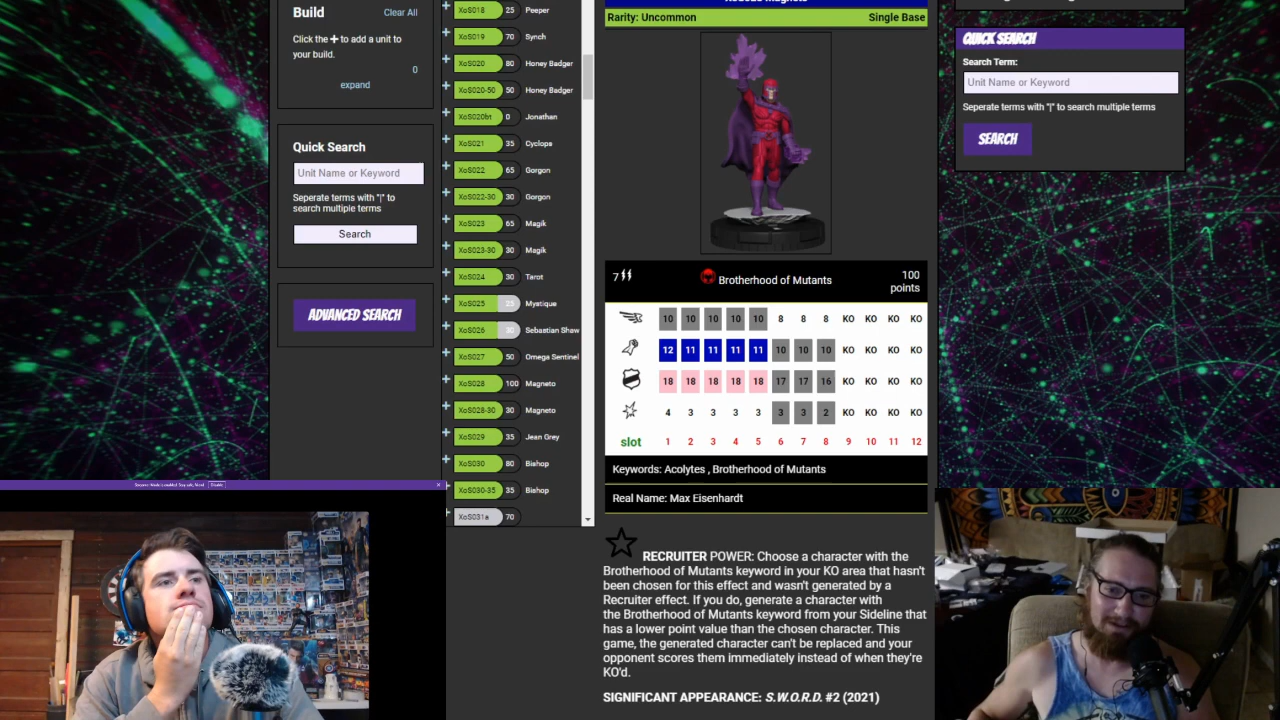 Build Clear All
Click the ✚ to add a unit to
your build.
0
expand
Quick Search
Unit Name or Keyword
Seperate terms with "|" to
search multiple terms
Search
ADVANCED SEARCH
XoS018 25 Peeper
XoS019 70 Synch
XoS020 80 Honey Badger
XoS020-50 50 Honey Badger
XoS020bt 0 Jonathan
XoS021 35 Cyclops
XoS022 65 Gorgon
XoS022-30 30 Gorgon
XoS023 65 Magik
XoS023-30 30 Magik
XoS024 30 Tarot
XoS025 Mystique
XoS026 Sebastian Shaw
XoS027 50 Omega Sentinel
XoS028 100 Magneto
XoS028-30 30 Magneto
XoS029 35 Jean Grey
XoS030 80 Bishop
XoS030-35 35 Bishop
XoS031a 70
Rarity: Uncommon Single Base
7 Brotherhood of Mutants 100
points
10 10 10 10 10 8 8 8 KO KO KO KO
12 11 11 11 11 10 10 10 KO KO KO KO
18 18 18 18 18 17 17 16 KO KO KO KO
4 3 3 3 3 3 3 2 KO KO KO KO
slot 1 2 3 4 5 6 7 8 9 10 11 12
Keywords: Acolytes , Brotherhood of Mutants
Real Name: Max Eisenhardt
RECRUITER POWER: Choose a character with the
Brotherhood of Mutants keyword in your KO area that hasn't
been chosen for this effect and wasn't generated by a
Recruiter effect. If you do, generate a character with
the Brotherhood of Mutants keyword from your Sideline that
has a lower point value than the chosen character. This
game, the generated character can't be replaced and your
opponent scores them immediately instead of when they're
KO'd.
SIGNIFICANT APPEARANCE: S.W.O.R.D. #2 (2021)
QUICK SEARCH
Search Term:
Unit Name or Keyword
Seperate terms with "|" to search multiple terms
SEARCH